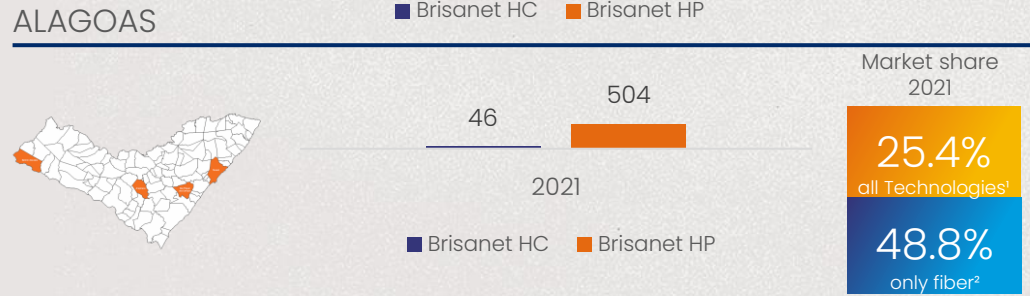 Brisanet HC Brisanet HP
ALAGOAS
Market share
2021
46
504
2021
Brisanet HC Brisanet HP
25.4%
all Technologies¹
48.8%
only fiber²